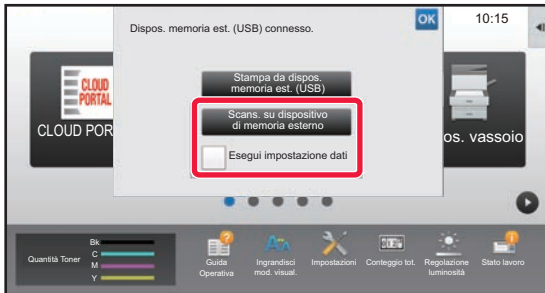 Dispos. memoria est. (USB) connesso.
OK
10:15
Stampa da dispos.
memoria est. (USB)
Scans. su dispositivo
di memoria esterno
Esegui impostazione dati
CLOUD
PORTAL
CLOUD POR
os. vassoio
Quantità Toner
Bk
C
M
Y
Guida
Operativa
Ingrandisci
mod. visual.
Impostazioni
Conteggio tot.
Regolazione
luminosità
Stato lavoro